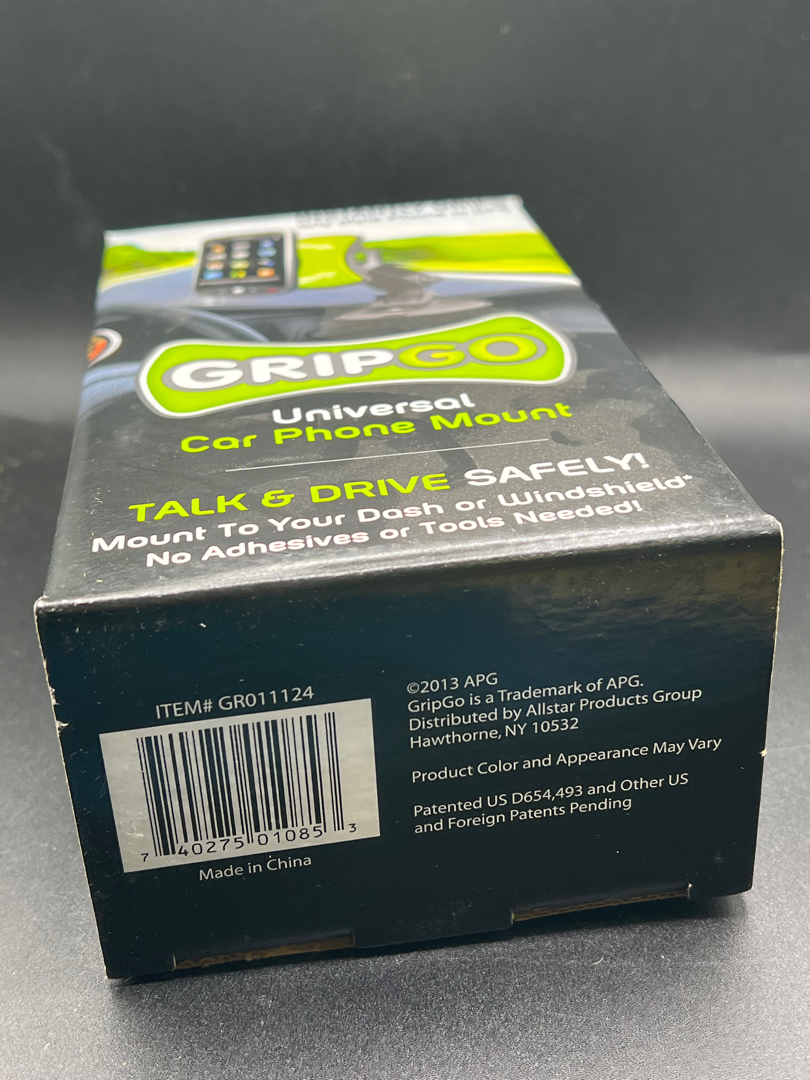 GRIPGO
Universal
Car Phone Mount
TALK & DRIVE SAFELY!
Mount To Your Dash or Windshield*
No Adhesives or Tools Needed!
ITEM# GR011124
7 40275 01085 3
Made in China
©2013 APG
GripGo is a Trademark of APG.
Distributed by Allstar Products Group
Hawthorne, NY 10532
Product Color and Appearance May Vary
Patented US D654,493 and Other US
and Foreign Patents Pending